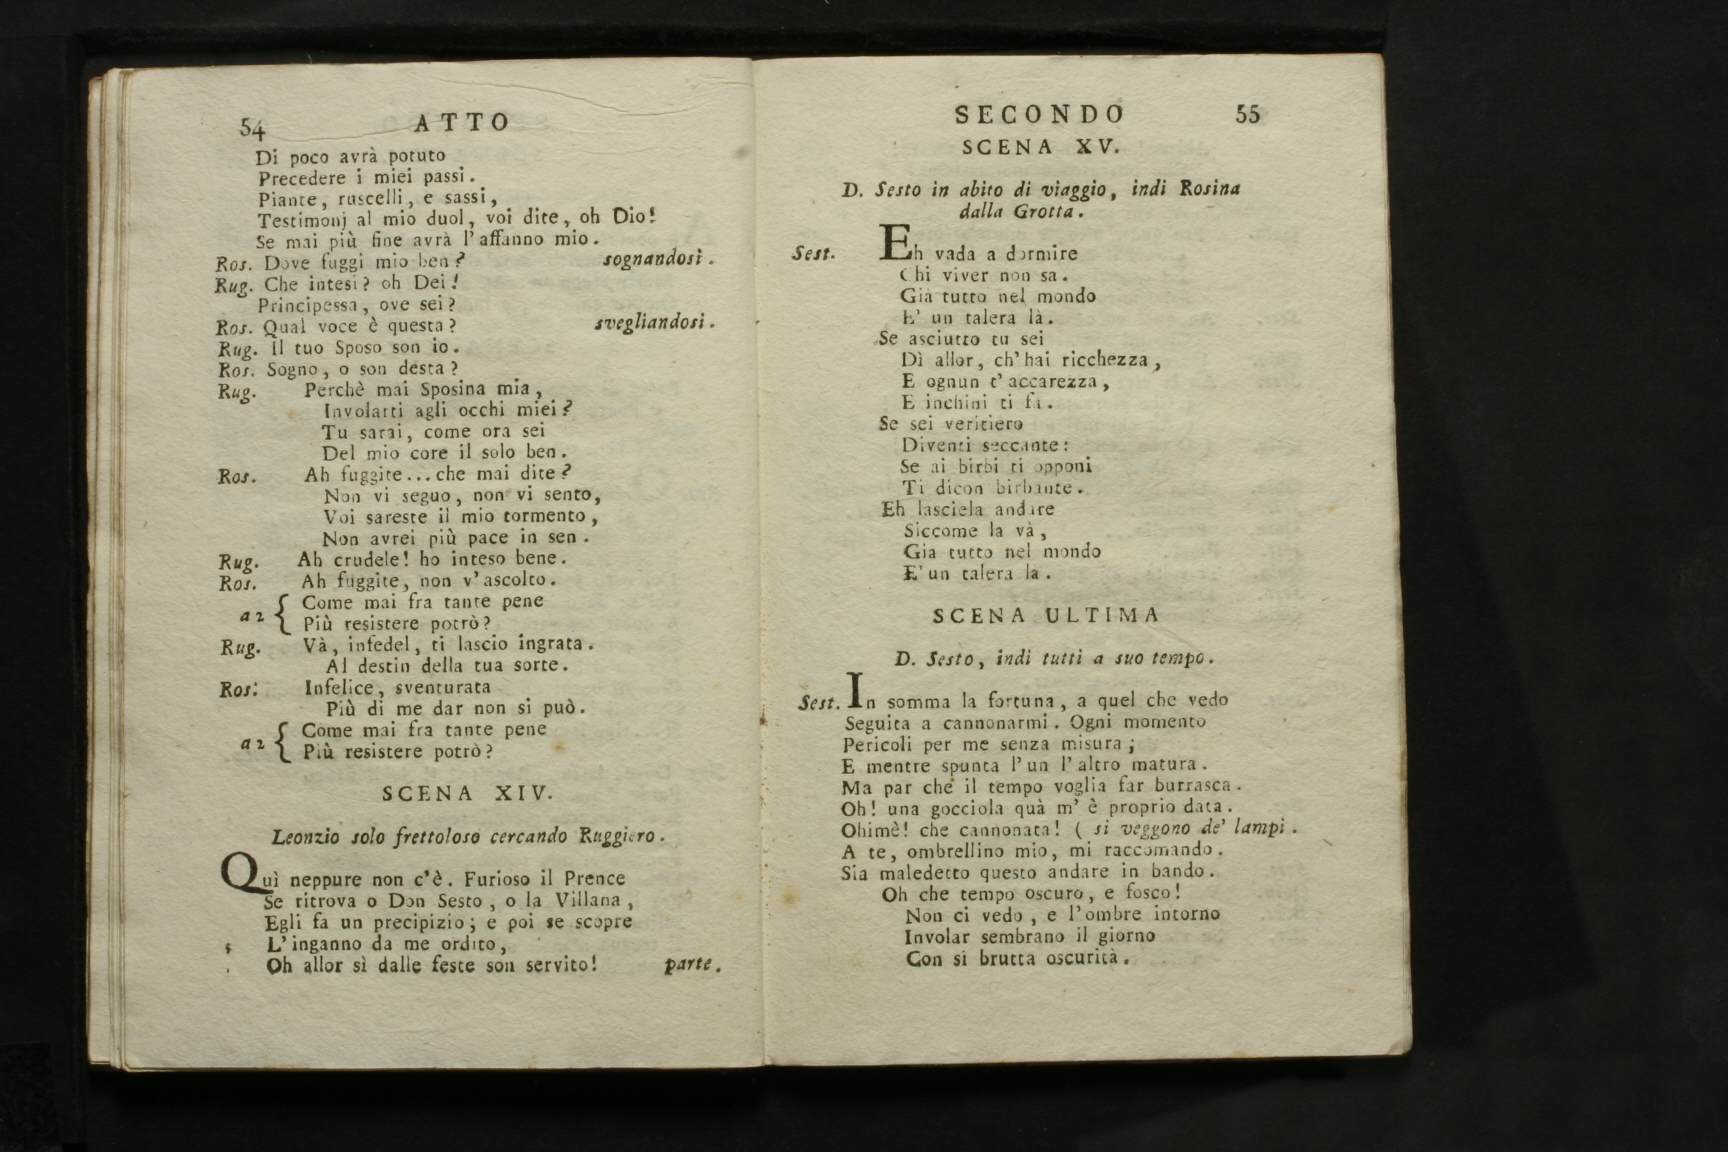 54 ATTO
Di poco avrà potuto
Precedere i miei passi.
Piante, ruscelli, e sassi,
Testimonj al mio duol, voi dite, oh Dio!
Se mai più fine avrà l'affanno mio.
Ros. Dove fuggi mio ben? sognandosi.
Rug. Che intesi? oh Dei!
Principessa, ove sei?
Ros. Qual voce è questa? svegliandosi.
Rug. Il tuo Sposo son io.
Ros. Sogno, o son desta?
Rug. Perchè mai Sposina mia,
Involarti agli occhi miei?
Tu sarai, come ora sei
Del mio core il solo ben.
Ros. Ah fuggite... che mai dite?
Non vi seguo, non vi sento,
Voi sareste il mio tormento,
Non avrei più pace in sen.
Rug. Ah crudele! ho inteso bene.
Ros. Ah fuggite, non v'ascolto.
a 2 { Come mai fra tante pene
Più resistere potrò?
Rug. Và, infedel, ti lascio ingrata.
Al destin della tua sorte.
Ros: Infelice, sventurata
Più di me dar non si può.
a 2 { Come mai fra tante pene
Più resistere potrò?
SCENA XIV.
Leonzio solo frettoloso cercando Ruggiero.
Quì neppure non c'è. Furioso il Prence
Se ritrova o Don Sesto, o la Villana,
Egli fa un precipizio; e poi se scopre
L'inganno da me ordito,
Oh allor sì dalle feste son servito! parte.
SECONDO 55
SCENA XV.
D. Sesto in abito di viaggio, indi Rosina
dalla Grotta.
Sest. Eh vada a dormire
Chi viver non sa.
Già tutto nel mondo
E' un talera là.
Se asciutto tu sei
Dì allor, ch'hai ricchezza,
E ognun t'accarezza,
E inchini ti fa.
Se sei veritiero
Diventi seccante:
Se ai birbi ti opponi
Ti dicon birbante.
Eh lasciela andare
Siccome la và,
Gia tutto nel mondo
E' un talera la.
SCENA ULTIMA
D. Sesto, indi tutti a suo tempo.
Sest. In somma la fortuna, a quel che vedo
Seguita a cannonarmi. Ogni momento
Pericoli per me senza misura;
E mentre spunta l'un l'altro matura.
Ma par che il tempo voglia far burrasca.
Oh! una gocciola quà m'è proprio data.
Ohimè! che cannonata! ( si veggono de' lampi.
A te, ombrellino mio, mi raccomando.
Sia maledetto questo andare in bando.
Oh che tempo oscuro, e fosco!
Non ci vedo, e l'ombre intorno
Involar sembrano il giorno
Con si brutta oscurità.